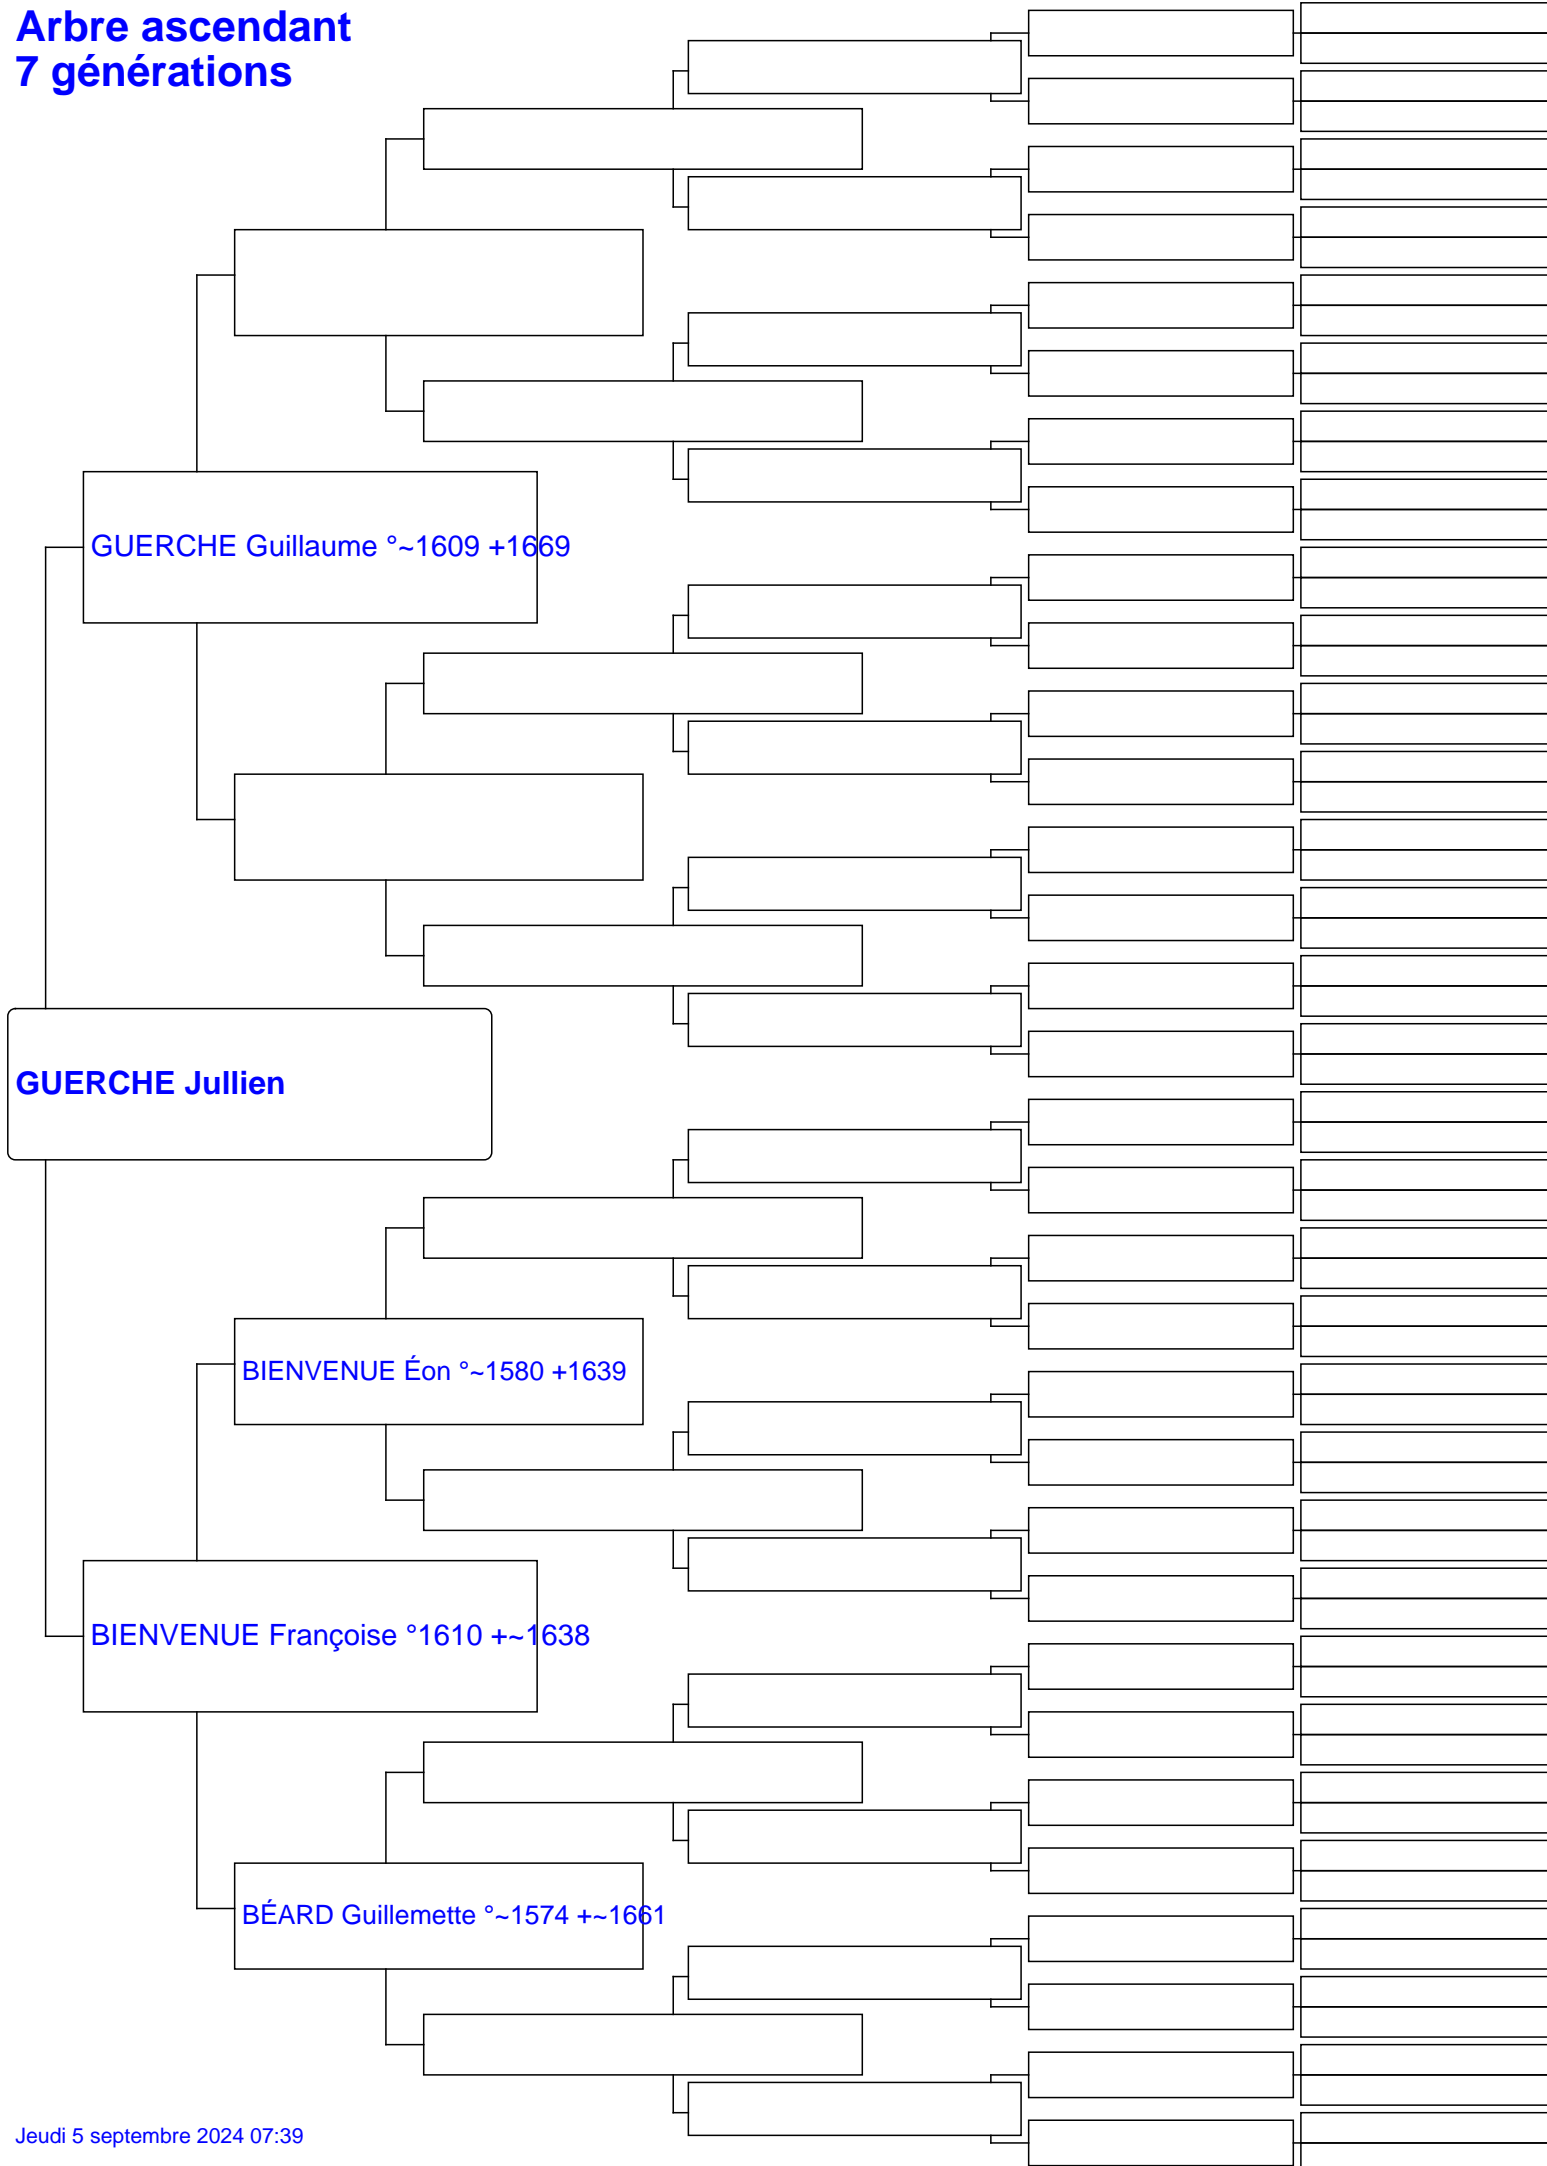 Arbre ascendant
7 générations
GUERCHE Guillaume °~1609 +1669
GUERCHE Jullien
BIENVENUE Éon °~1580 +1639
BIENVENUE Françoise °1610 +~1638
BÉARD Guillemette °~1574 +~1661
Jeudi 5 septembre 2024 07:39